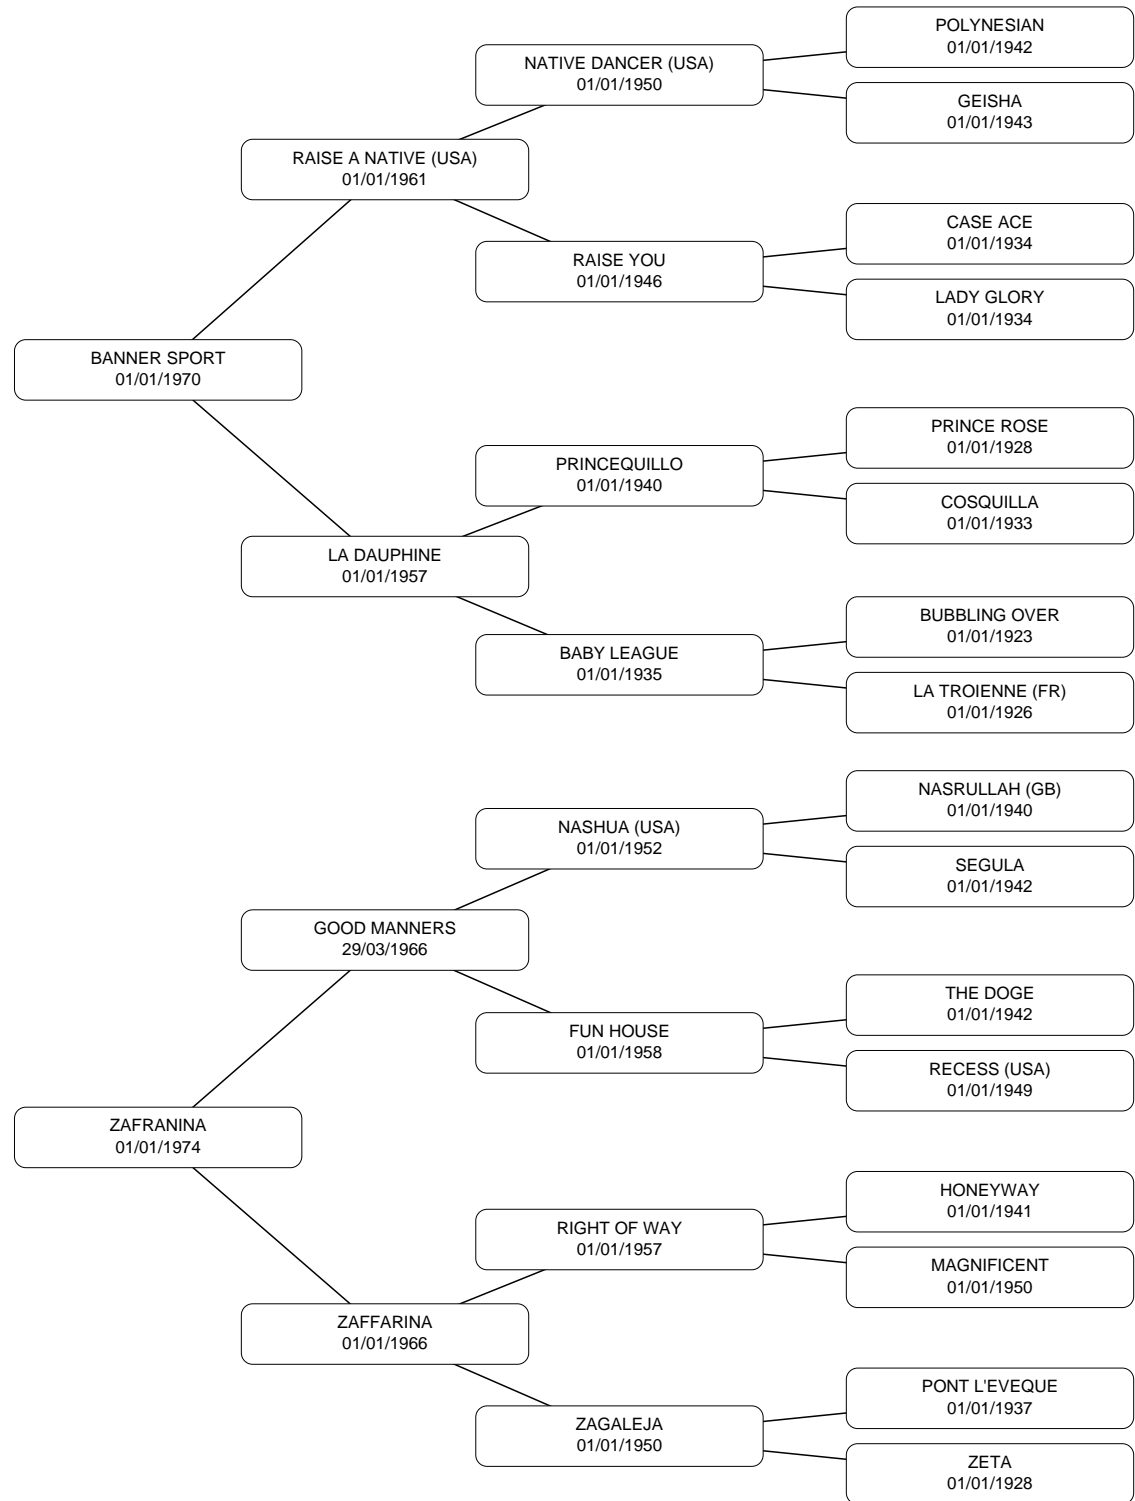 POLYNESIAN
01/01/1942
NATIVE DANCER (USA)
01/01/1950
GEISHA
01/01/1943
RAISE A NATIVE (USA)
01/01/1961
CASE ACE
01/01/1934
RAISE YOU
01/01/1946
LADY GLORY
01/01/1934
BANNER SPORT
01/01/1970
PRINCE ROSE
01/01/1928
PRINCEQUILLO
01/01/1940
COSQUILLA
01/01/1933
LA DAUPHINE
01/01/1957
BUBBLING OVER
01/01/1923
BABY LEAGUE
01/01/1935
LA TROIENNE (FR)
01/01/1926
NASRULLAH (GB)
01/01/1940
NASHUA (USA)
01/01/1952
SEGULA
01/01/1942
GOOD MANNERS
29/03/1966
THE DOGE
01/01/1942
FUN HOUSE
01/01/1958
RECESS (USA)
01/01/1949
ZAFRANINA
01/01/1974
HONEYWAY
01/01/1941
RIGHT OF WAY
01/01/1957
MAGNIFICENT
01/01/1950
ZAFFARINA
01/01/1966
PONT L'EVEQUE
01/01/1937
ZAGALEJA
01/01/1950
ZETA
01/01/1928